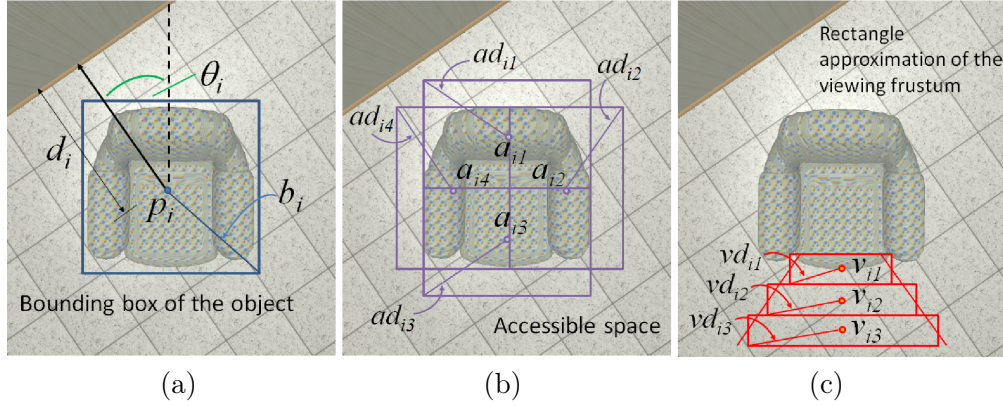 θi
di
pi
bi
Bounding box of the object
(a)
adi1
adi2
adi4
ai1
ai4
ai2
ai3
adi3
Accessible space
(b)
Rectangle
approximation of the
viewing frustum
vdi1
vi1
vdi2
vi2
vdi3
vi3
(c)